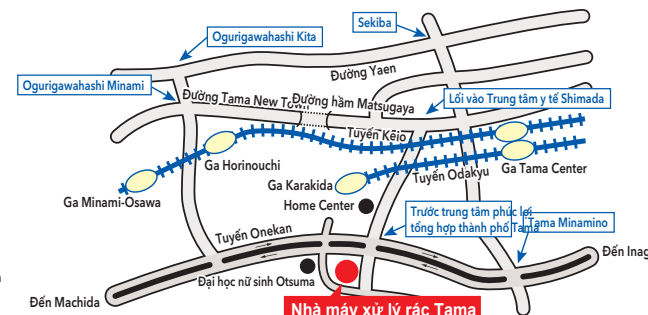 Sekiba
Ogurigawahashi Kita
Đường Yaen
Ogurigawahashi Minami
Đường Tama New Town
Đường hầm Matsugaya
Lối vào Trung tâm y tế Shimada
Tuyến Keio
Ga Horinouchi
Ga Tama Center
Tuyến Odakyu
Ga Karakida
Ga Minami-Osawa
Home Center
Trước trung tâm phúc lợi
tổng hợp thành phố Tama
Tama Minamino
Tuyến Onekan
Đến Inag
Đại học nữ sinh Otsuma
Đến Machida
Nhà máy xử lý rác Tama